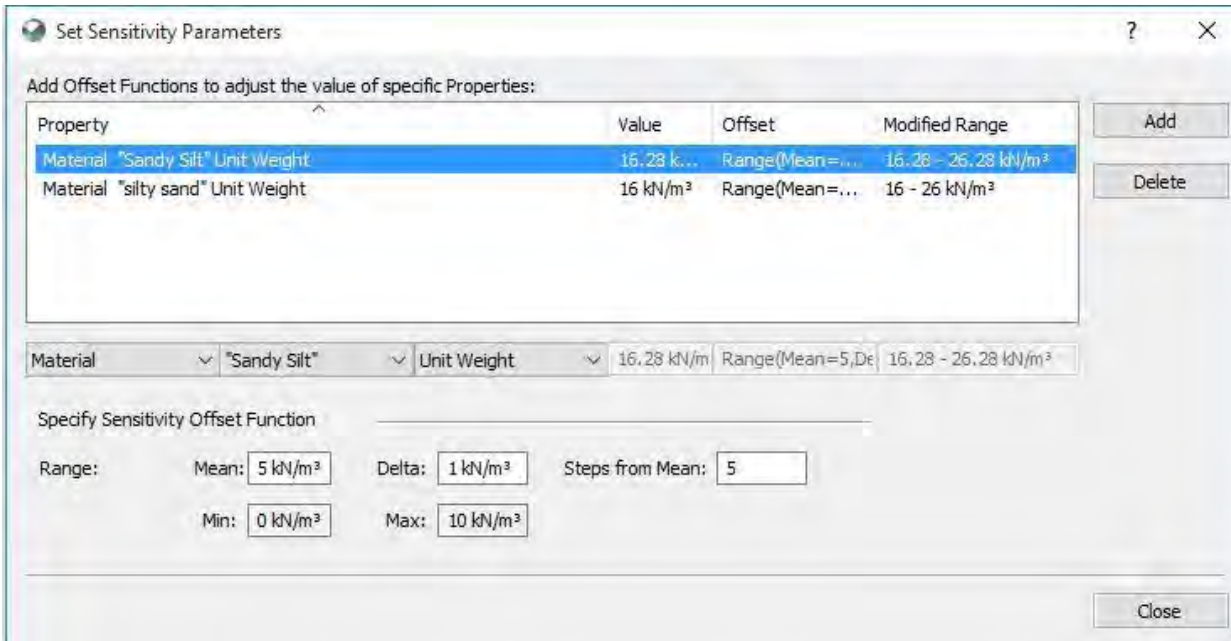 Set Sensitivity Parameters ? X
Add Offset Functions to adjust the value of specific Properties:
Property Value Offset Modified Range
Material "Sandy Silt" Unit Weight 16.28 k... Range(Mean=... 16.28 - 26.28 kN/m³
Material "silty sand" Unit Weight 16 kN/m³ Range(Mean=... 16 - 26 kN/m³
Add
Delete
Material "Sandy Silt" Unit Weight 16.28 kN/m Range(Mean=5,De 16.28 - 26.28 kN/m³
Specify Sensitivity Offset Function
Range: Mean: 5 kN/m³ Delta: 1 kN/m³ Steps from Mean: 5
Min: 0 kN/m³ Max: 10 kN/m³
Close